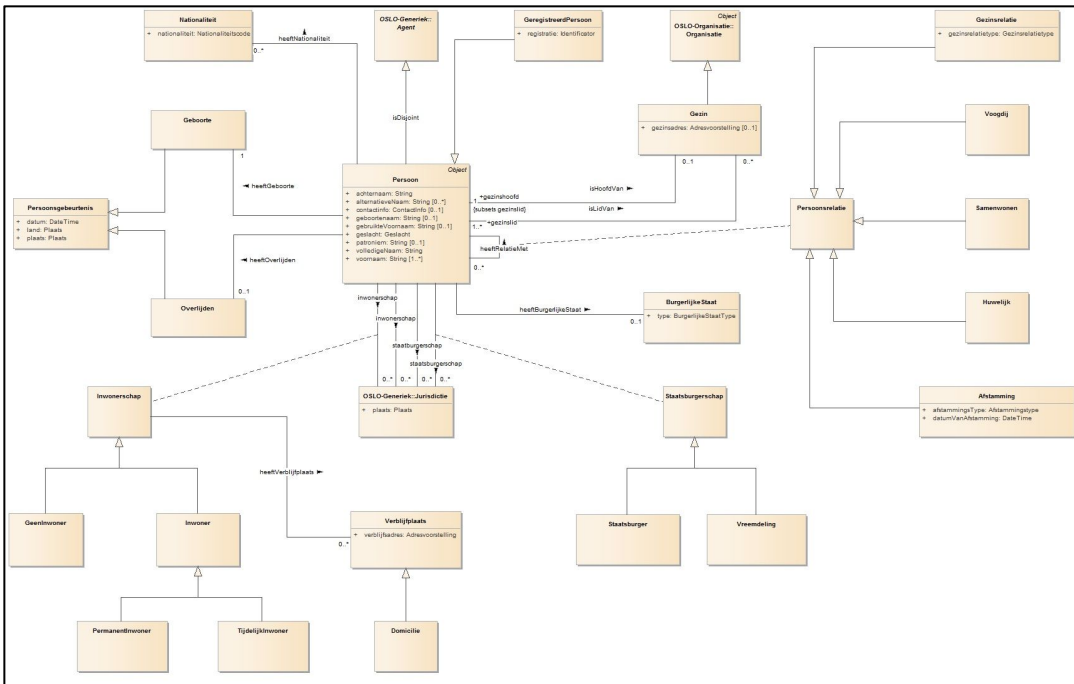 Nationaliteit
+ nationaliteit: Nationaliteitscode
heeftNationaliteit
0..*
OSLO-Generiek::
Agent
GeregistreerdPersoon
+ registratie: Identificator
Object
OSLO-Organisatie::
Organisatie
Gezinsrelatie
+ gezinsrelatietype: Gezinsrelatietype
isDisjoint
Geboorte
1
heeftGeboorte
Gezin
+ gezinsadres: Adresvoorstelling [0..1]
0..1
0..*
Voogdij
Persoonsgebeurtenis
+ datum: DateTime
+ land: Plaats
+ plaats: Plaats
Object
Persoon
+ achternaam: String
+ alternatieveNaam: String [0..*]
+ contactinfo: ContactInfo [0..1]
+ geboortenaam: String [0..1]
+ gebruikteVoornaam: String [0..1]
+ geslacht: Geslacht
+ patroniem: String [0..1]
+ volledigeNaam: String
+ voornaam: String [1..*]
isHoofdVan
+gezinshoofd
1
{subsets gezinslid}
isLidVan
+gezinslid
1..*
heeftRelatieMet
0..*
Persoonsrelatie
Samenwonen
heeftOverlijden
0..1
Overlijden
inwonerschap
inwonerschap
staatburgerschap
staatsburgerschap
heeftBurgerlijkeStaat
0..1
BurgerlijkeStaat
+ type: BurgerlijkeStaatType
Huwelijk
0..*
0..*
0..*
0..*
Inwonerschap
OSLO-Generiek::Jurisdictie
+ plaats: Plaats
Staatsburgerschap
Afstamming
+ afstammingsType: Afstammingstype
+ datumVanAfstamming: DateTime
heeftVerblijfplaats
GeenInwoner
Inwoner
0..*
Verblijfplaats
+ verblijfsadres: Adresvoorstelling
Staatsburger
Vreemdeling
PermanentInwoner
TijdelijkInwoner
Domicilie